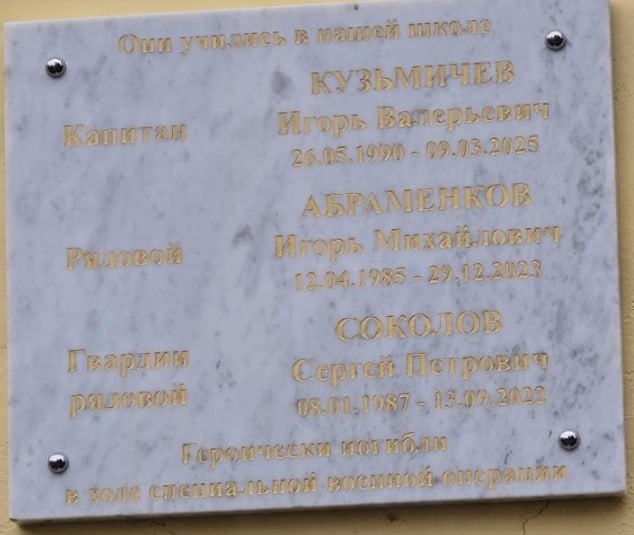 Они учились в нашей школе
Капитан
КУЗЬМИЧЕВ
Игорь Валерьевич
26.05.1990 - 09.03.2025
Рядовой
АБРАМЕНКОВ
Игорь Михайлович
12.04.1985 - 29.12.2023
Гвардии
рядовой
СОКОЛОВ
Сергей Петрович
08.01.1987 - 13.09.2022
Героически погибли
в ходе специальной военной операции